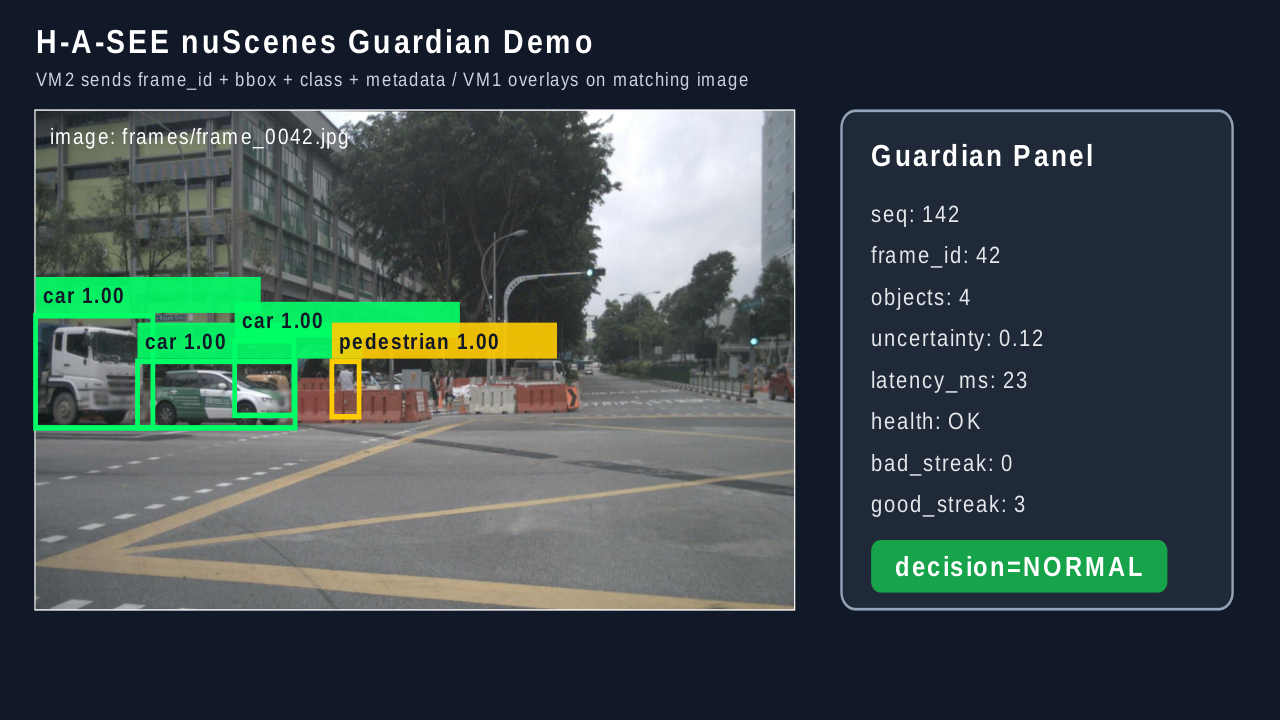 H-A-SEE nuScenes Guardian Demo
VM2 sends frame_id + bbox + class + metadata / VM1 overlays on matching image
image: frames/frame_0042.jpg
car 1.00
car 1.00
car 1.00
pedestrian 1.00
Guardian Panel
seq: 142
frame_id: 42
objects: 4
uncertainty: 0.12
latency_ms: 23
health: OK
bad_streak: 0
good_streak: 3
decision=NORMAL